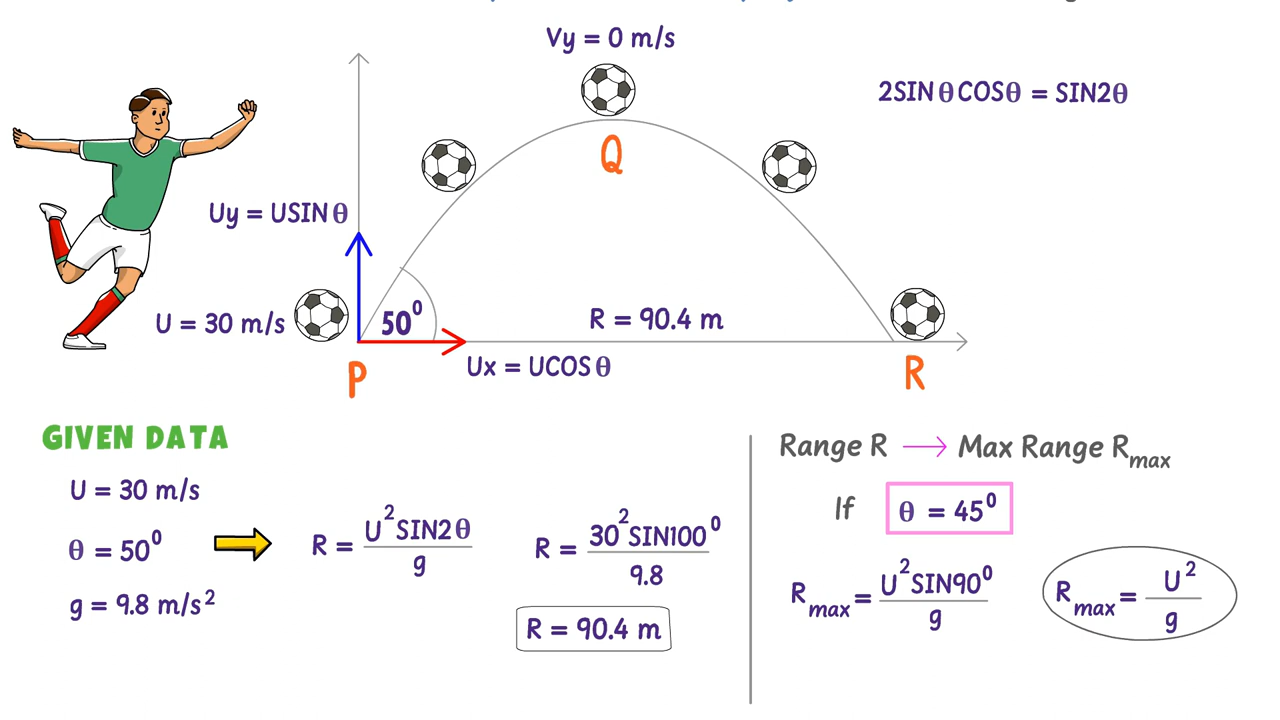 Vy = 0 m/s
2SINθCOSθ = SIN2θ
Q
Uy = USINθ
U = 30 m/s
50⁰
R = 90.4 m
Ux = UCOSθ
P
R
GIVEN DATA
U = 30 m/s
θ = 50⁰
g = 9.8 m/s²
R = U²SIN2θ / g
R = 30²SIN100⁰ / 9.8
R = 90.4 m
Range R → Max Range Rmax
If θ = 45⁰
Rmax = U²SIN90⁰ / g
Rmax = U² / g